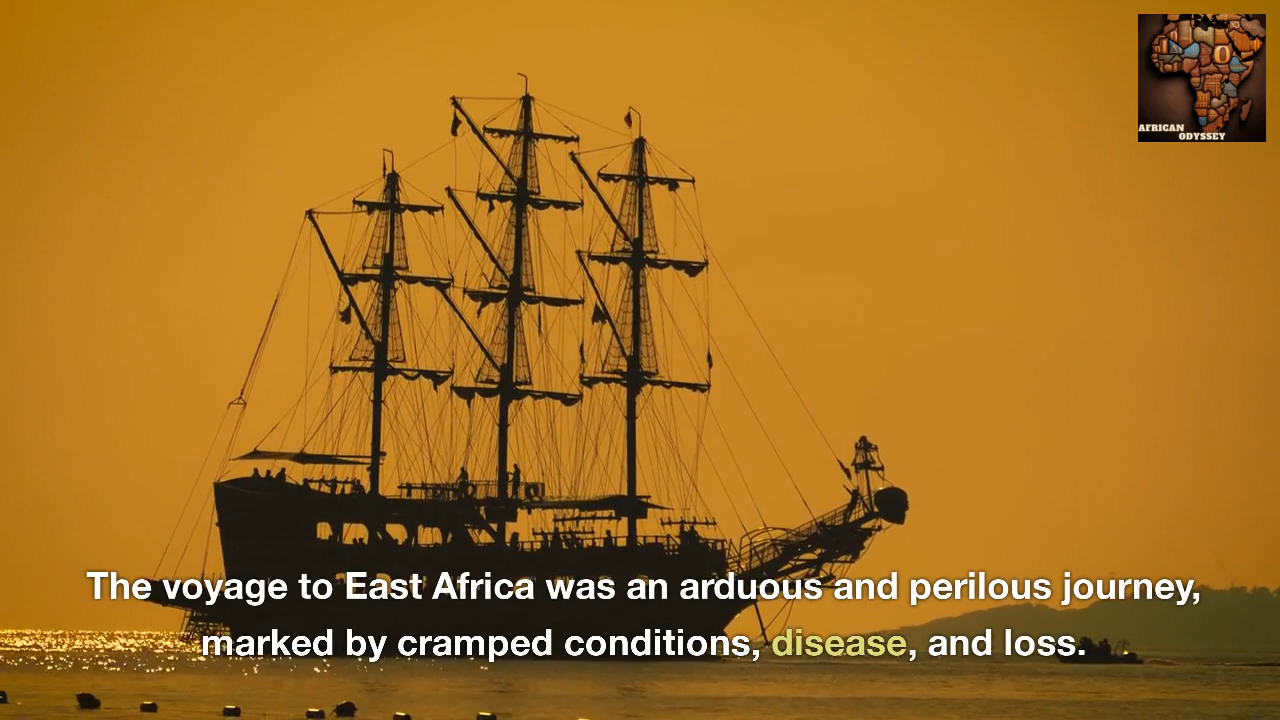 AFRICAN
ODYSSEY
The voyage to East Africa was an arduous and perilous journey,
marked by cramped conditions, disease, and loss.